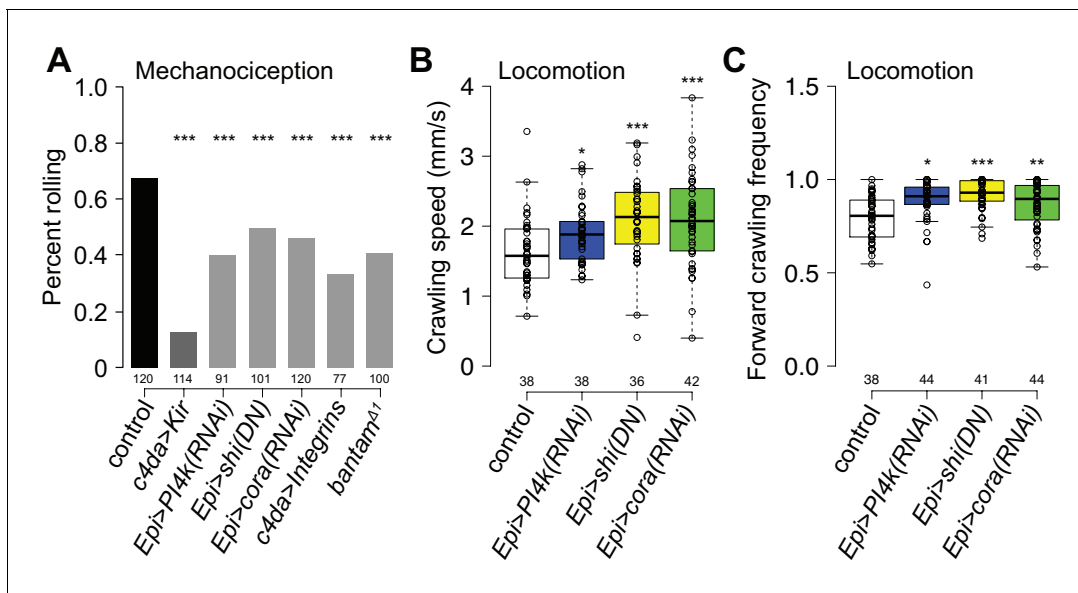 A
Mechanociception
Percent rolling
1.0
0.8
0.6
0.4
0.2
0
*** *** *** *** *** ***
120 114 91 101 120 77 100
control
c4da>Kir
Epi>PI4k(RNAi)
Epi>shi(DN)
Epi>cora(RNAi)
c4da>Integrins
bantamΔ1
B
Locomotion
Crawling speed (mm/s)
4
3
2
1
0
* *** ***
38 38 36 42
control
Epi>PI4k(RNAi)
Epi>shi(DN)
Epi>cora(RNAi)
C
Locomotion
Forward crawling frequency
1.5
1.0
0.5
0.0
* *** **
38 44 41 44
control
Epi>PI4k(RNAi)
Epi>shi(DN)
Epi>cora(RNAi)